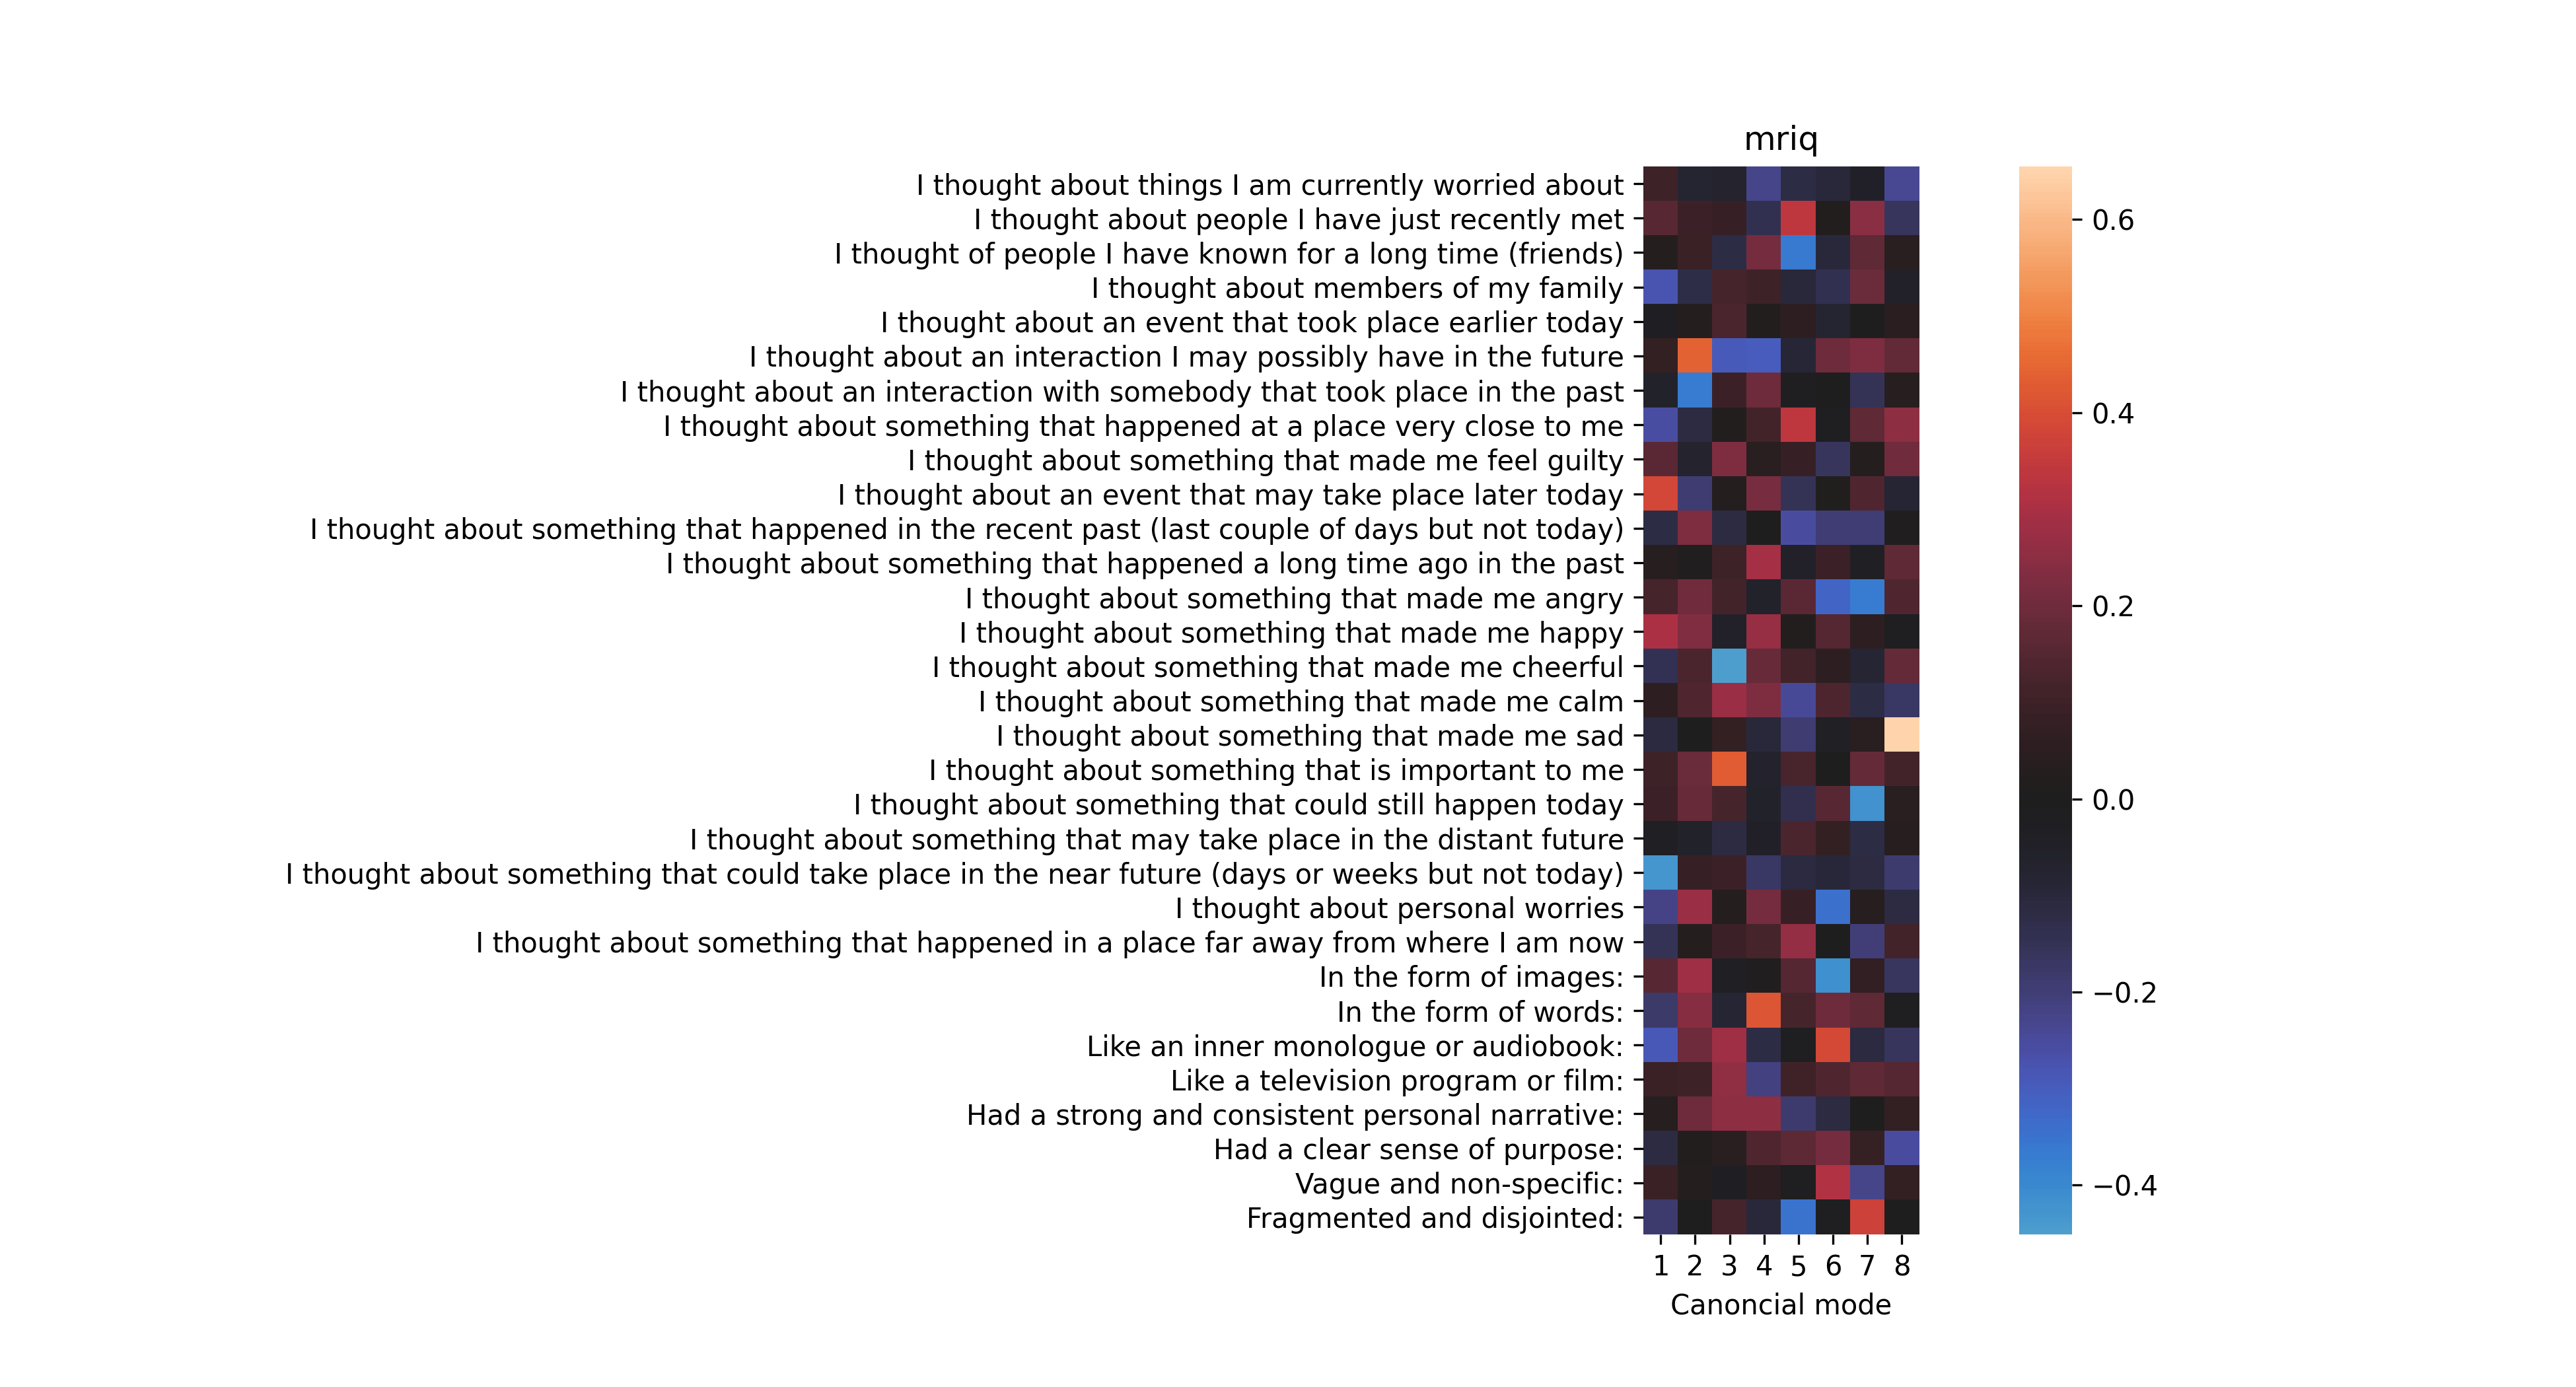 mriq
I thought about things I am currently worried about
I thought about people I have just recently met
I thought of people I have known for a long time (friends)
I thought about members of my family
I thought about an event that took place earlier today
I thought about an interaction I may possibly have in the future
I thought about an interaction with somebody that took place in the past
I thought about something that happened at a place very close to me
I thought about something that made me feel guilty
I thought about an event that may take place later today
I thought about something that happened in the recent past (last couple of days but not today)
I thought about something that happened a long time ago in the past
I thought about something that made me angry
I thought about something that made me happy
I thought about something that made me cheerful
I thought about something that made me calm
I thought about something that made me sad
I thought about something that is important to me
I thought about something that could still happen today
I thought about something that may take place in the distant future
I thought about something that could take place in the near future (days or weeks but not today)
I thought about personal worries
I thought about something that happened in a place far away from where I am now
In the form of images:
In the form of words:
Like an inner monologue or audiobook:
Like a television program or film:
Had a strong and consistent personal narrative:
Had a clear sense of purpose:
Vague and non-specific:
Fragmented and disjointed:
1 2 3 4 5 6 7 8
Canoncial mode
0.6
0.4
0.2
0.0
−0.2
−0.4